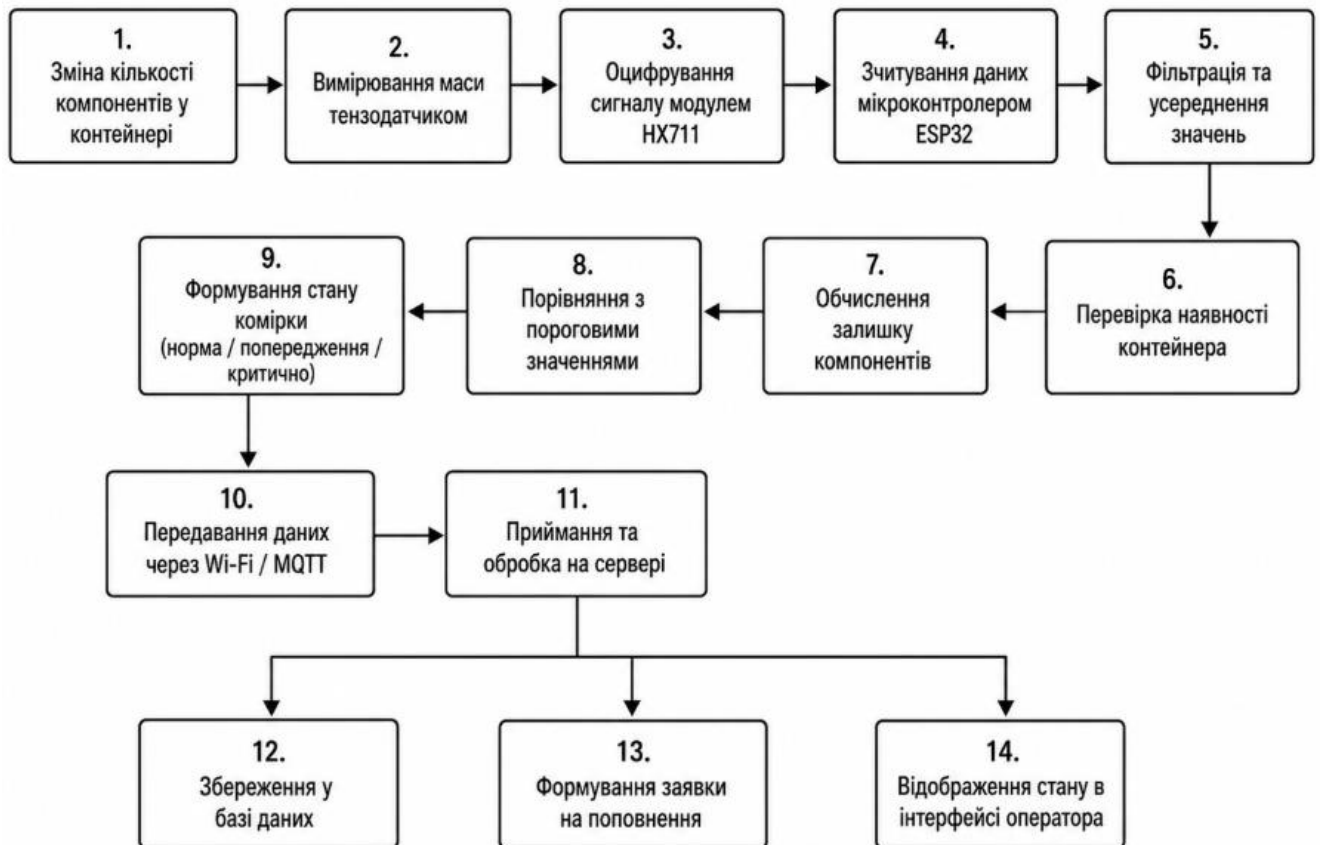 1.
Зміна кількості
компонентів у
контейнері
2.
Вимірювання маси
тензодатчиком
3.
Оцифрування
сигналу модулем
HX711
4.
Зчитування даних
мікроконтролером
ESP32
5.
Фільтрація та
усереднення
значень
6.
Перевірка наявності
контейнера
7.
Обчислення
залишку
компонентів
8.
Порівняння з
пороговими
значеннями
9.
Формування стану
комірки
(норма / попередження /
критично)
10.
Передавання даних
через Wi-Fi / MQTT
11.
Приймання та
обробка на сервері
12.
Збереження у
базі даних
13.
Формування заявки
на поповнення
14.
Відображення стану в
інтерфейсі оператора